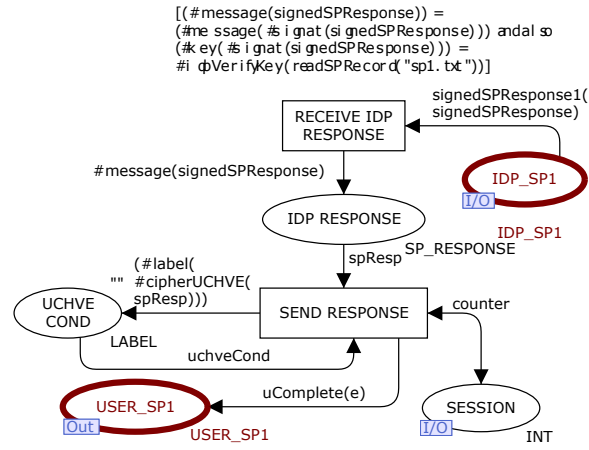 [(#message(signedSPResponse)) =
(#message(#signat(signedSPResponse))) andalso
(#key(#signat(signedSPResponse))) =
#idpVerifyKey(readSPRecord("sp1.txt"))]
signedSPResponse1(
signedSPResponse)
RECEIVE IDP
RESPONSE
#message(signedSPResponse)
IDP_SP1
I/O
IDP RESPONSE
IDP_SP1
SP_RESPONSE
spResp
(#label(
"" #cipherUCHVE(
spResp)))
counter
UCHVE
COND
SEND RESPONSE
LABEL
uchveCond
uComplete(e)
USER_SP1
SESSION
Out
I/O
USER_SP1
INT